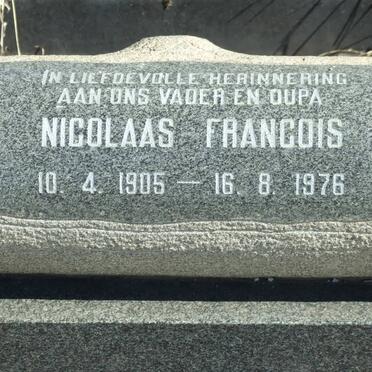 IN LIEFDEVOLLE HERINNERING
AAN ONS VADER EN OUPA
NICOLAAS FRANCOIS
10. 4. 1905 — 16. 8. 1976